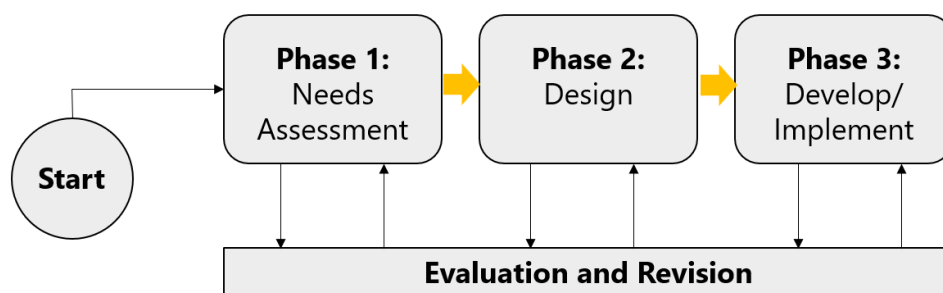 Start
Phase 1:
Needs
Assessment
Phase 2:
Design
Phase 3:
Develop/
Implement
Evaluation and Revision